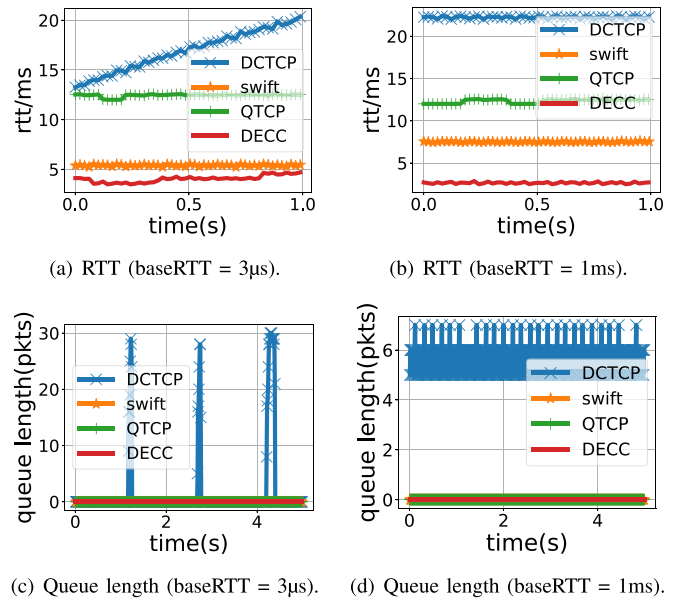 rtt/ms
20
15
10
5
DCTCP
swift
QTCP
DECC
0.0 0.5 1.0
time(s)
(a) RTT (baseRTT = 3μs).
rtt/ms
20
15
10
5
DCTCP
swift
QTCP
DECC
0.0 0.5 1.0
time(s)
(b) RTT (baseRTT = 1ms).
queue length(pkts)
30
20
10
0
DCTCP
swift
QTCP
DECC
0 2 4
time(s)
(c) Queue length (baseRTT = 3μs).
queue length(pkts)
6
4
2
0
DCTCP
swift
QTCP
DECC
0 2 4
time(s)
(d) Queue length (baseRTT = 1ms).